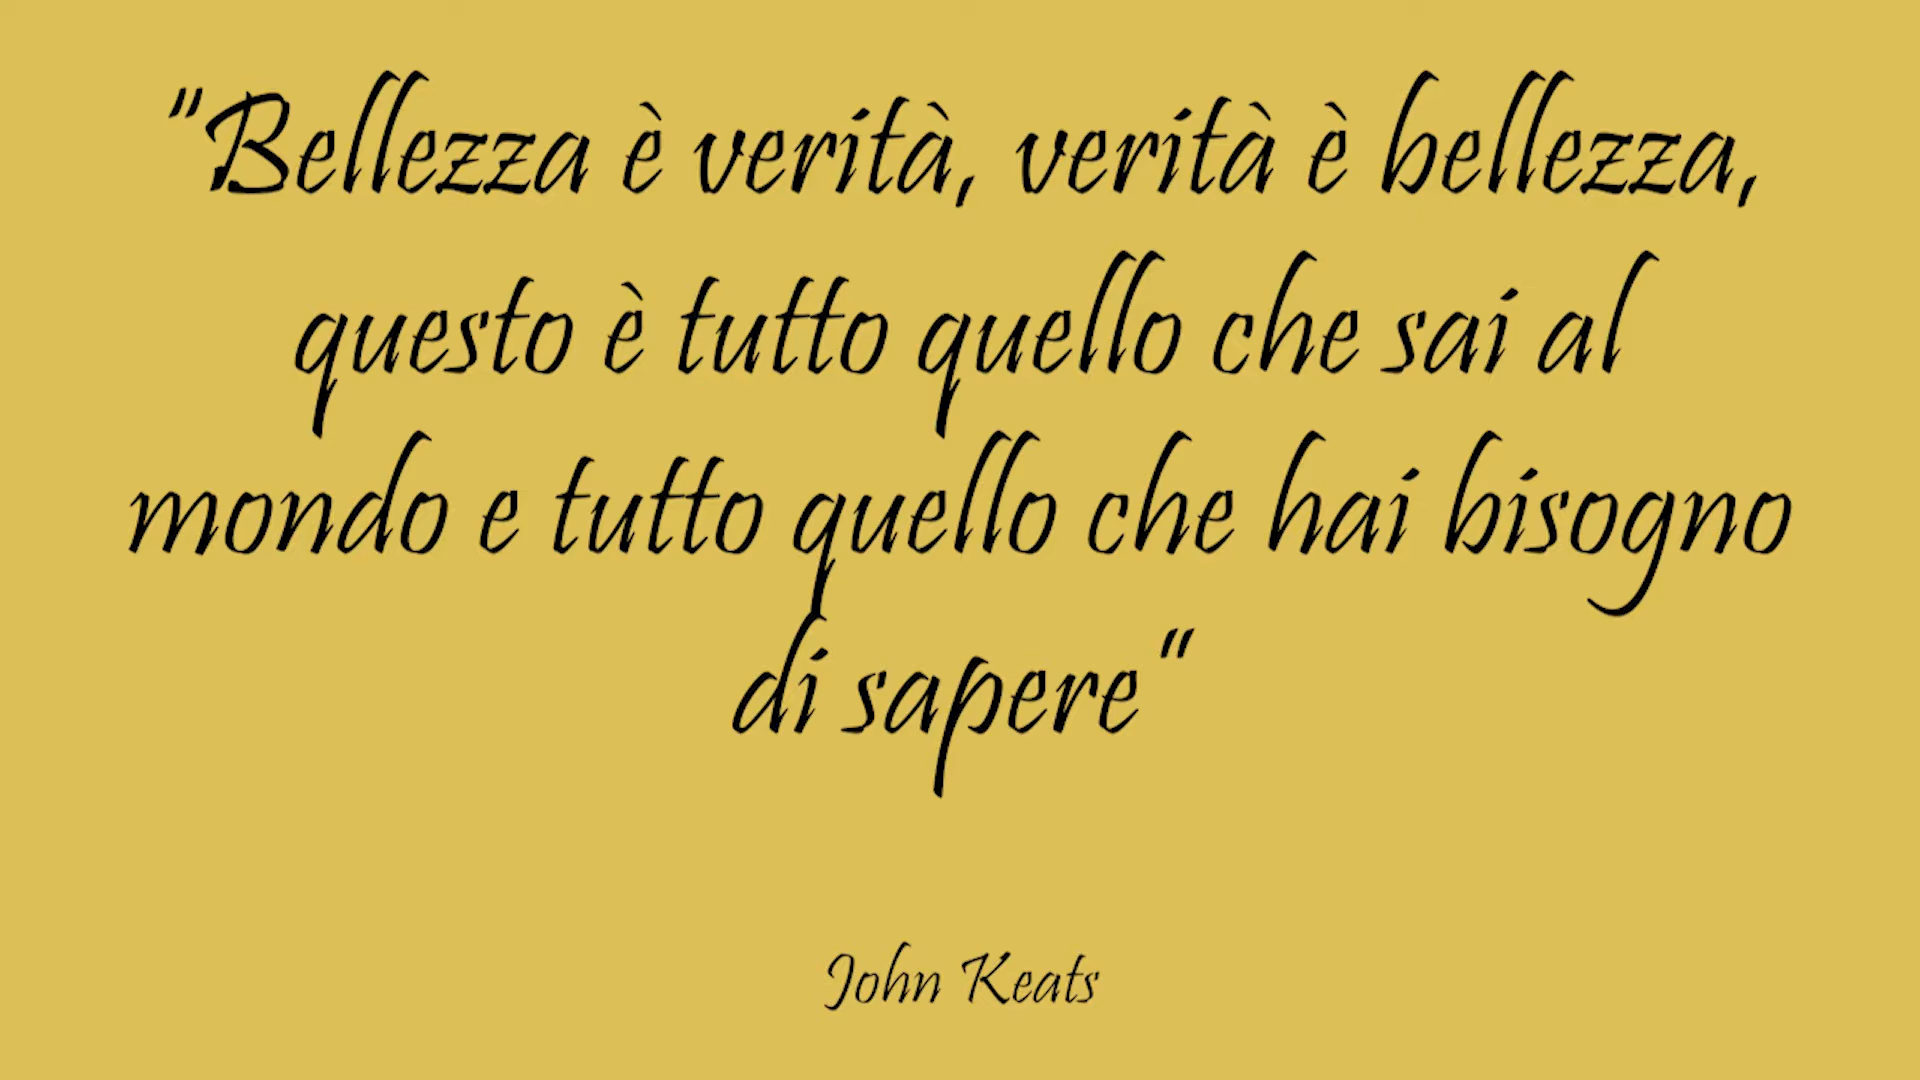 "Bellezza è verità, verità è bellezza,
questo è tutto quello che sai al
mondo e tutto quello che hai bisogno
di sapere"
John Keats